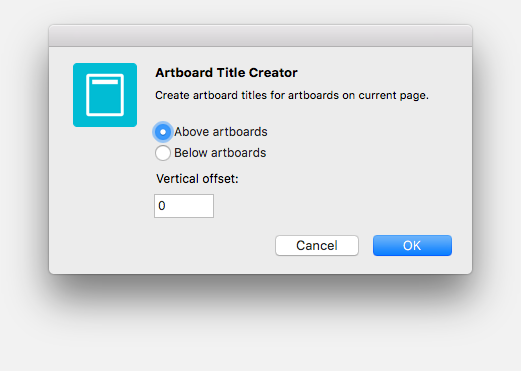 Artboard Title Creator
Create artboard titles for artboards on current page.
Above artboards
Below artboards
Vertical offset:
0
Cancel OK